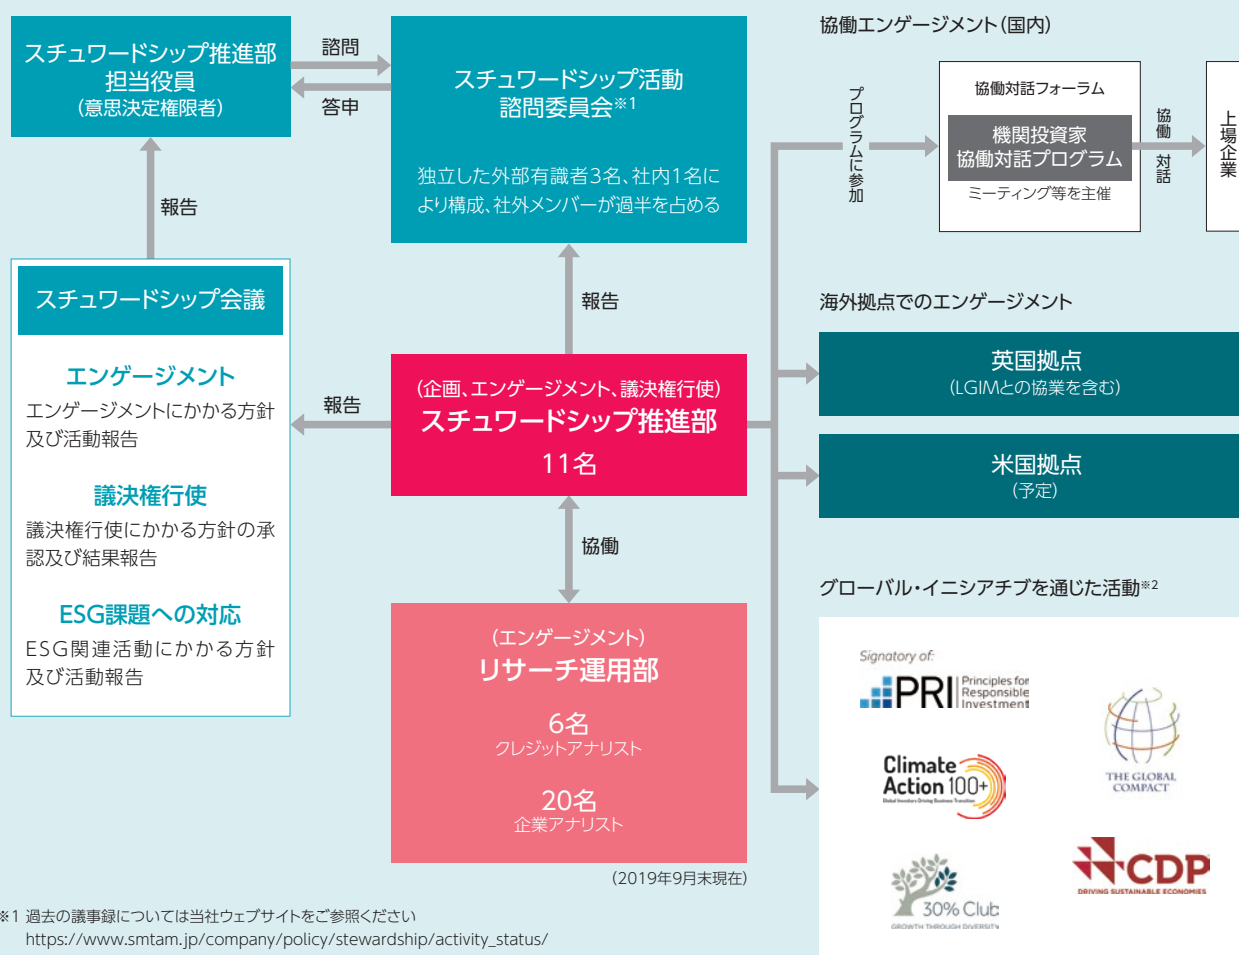 スチュワードシップ推進部
担当役員
(意思決定権限者)
諮問
答申
スチュワードシップ活動
諮問委員会※1
独立した外部有識者3名、社内1名に
より構成、社外メンバーが過半を占める
報告
スチュワードシップ会議
エンゲージメント
エンゲージメントにかかる方針
及び活動報告
議決権行使
議決権行使にかかる方針の承
認及び結果報告
ESG課題への対応
ESG関連活動にかかる方針
及び活動報告
報告
報告
(企画、エンゲージメント、議決権行使)
スチュワードシップ推進部
11名
協働
(エンゲージメント)
リサーチ運用部
6名
クレジットアナリスト
20名
企業アナリスト
(2019年9月末現在)
協働エンゲージメント(国内)
プログラムに参加
協働対話フォーラム
機関投資家
協働対話プログラム
ミーティング等を主催
協働 対話
上場企業
海外拠点でのエンゲージメント
英国拠点
(LGIMとの協業を含む)
米国拠点
(予定)
グローバル・イニシアチブを通じた活動※2
Signatory of:
PRI
Principles for
Responsible
Investment
THE GLOBAL
COMPACT
Climate
Action 100+
Global Investors Driving Business Transition
CDP
DRIVING SUSTAINABLE ECONOMIES
30% Club
GROWTH THROUGH DIVERSITY
※1 過去の議事録については当社ウェブサイトをご参照ください
https://www.smtam.jp/company/policy/stewardship/activity_status/